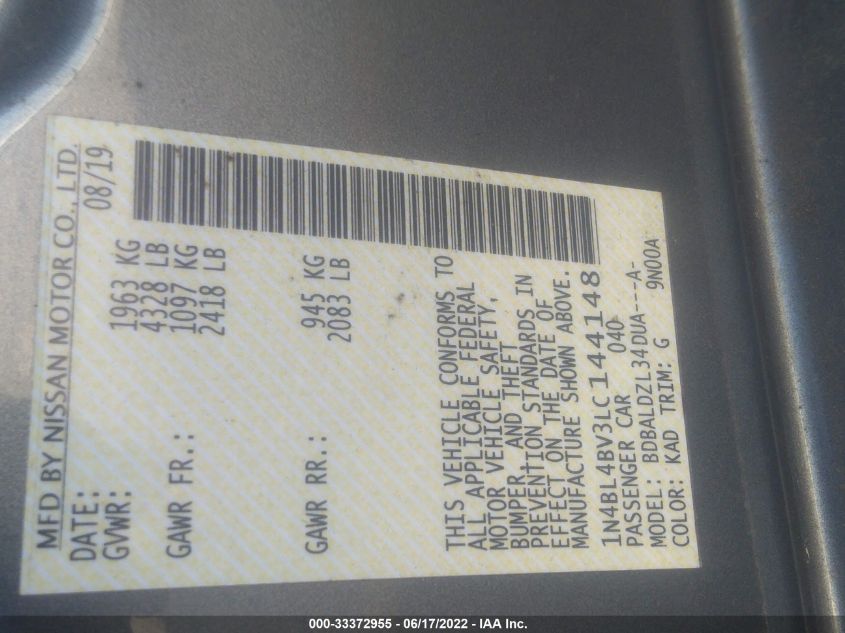 MFD BY NISSAN MOTOR CO., LTD.
DATE: 08/19
GVWR: 1963 KG
4328 LB
GAWR FR.: 1097 KG
2418 LB
GAWR RR.: 945 KG
2083 LB
THIS VEHICLE CONFORMS TO
ALL APPLICABLE FEDERAL
MOTOR VEHICLE SAFETY,
BUMPER AND THEFT
PREVENTION STANDARDS IN
EFFECT ON THE DATE OF
MANUFACTURE SHOWN ABOVE.
1N4BL4BV3LC144148
PASSENGER CAR 040
MODEL: BDBALDZL34DUA---A-
COLOR: KAD TRIM: G 9N00A
000-33372955 - 06/17/2022 - IAA Inc.